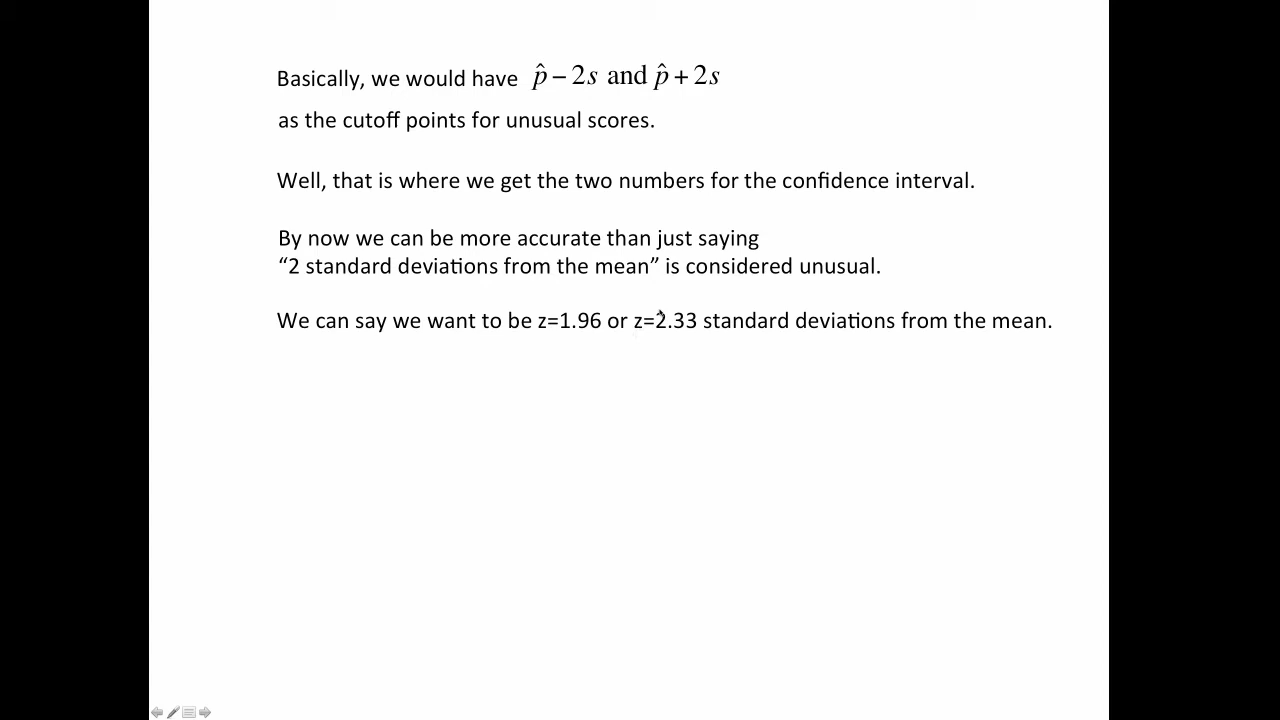 Basically, we would have p̂ − 2s and p̂ + 2s
as the cutoff points for unusual scores.
Well, that is where we get the two numbers for the confidence interval.
By now we can be more accurate than just saying
“2 standard deviations from the mean” is considered unusual.
We can say we want to be z=1.96 or z=2.33 standard deviations from the mean.